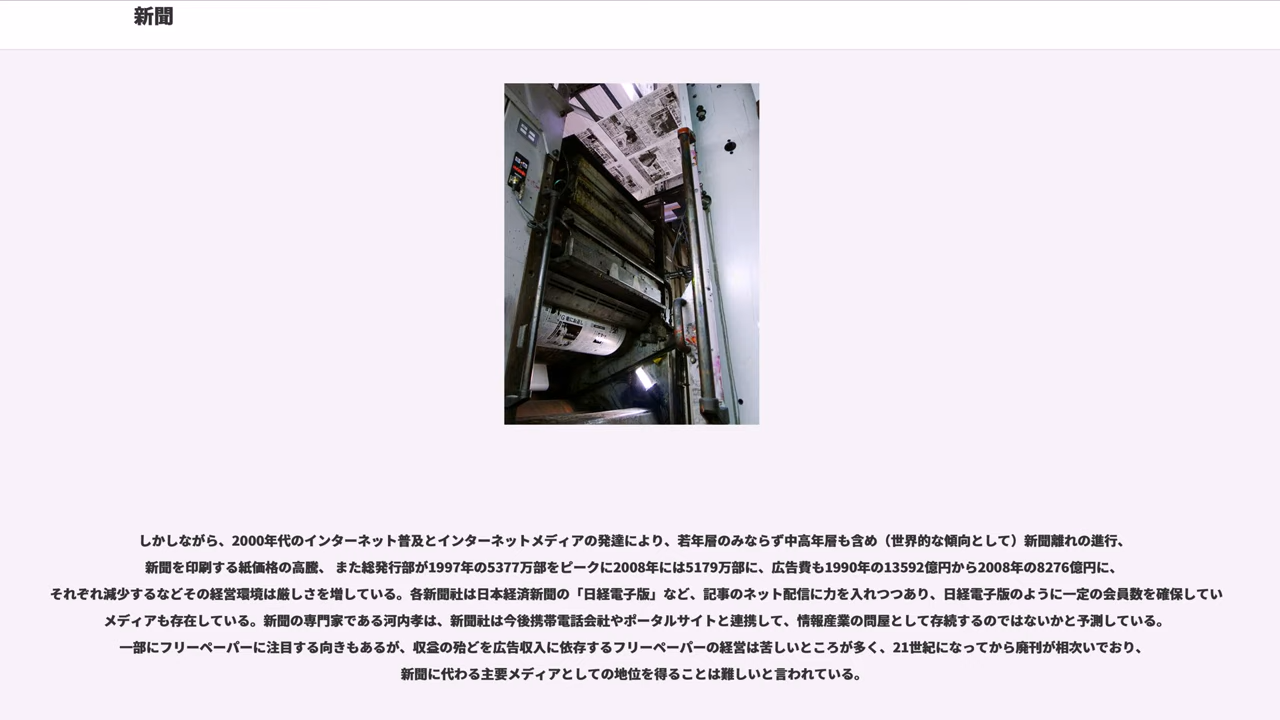 新聞
しかしながら、2000年代のインターネット普及とインターネットメディアの発達により、若年層のみならず中高年層も含め（世界的な傾向として）新聞離れの進行、
新聞を印刷する紙価格の高騰、 また総発行部が1997年の5377万部をピークに2008年には5179万部に、広告費も1990年の13592億円から2008年の8276億円に、
それぞれ減少するなどその経営環境は厳しさを増している。各新聞社は日本経済新聞の「日経電子版」など、記事のネット配信に力を入れつつあり、日経電子版のように一定の会員数を確保してい
メディアも存在している。新聞の専門家である河内孝は、新聞社は今後携帯電話会社やポータルサイトと連携して、情報産業の問屋として存続するのではないかと予測している。
一部にフリーペーパーに注目する向きもあるが、収益の殆どを広告収入に依存するフリーペーパーの経営は苦しいところが多く、21世紀になってから廃刊が相次いでおり、
新聞に代わる主要メディアとしての地位を得ることは難しいと言われている。